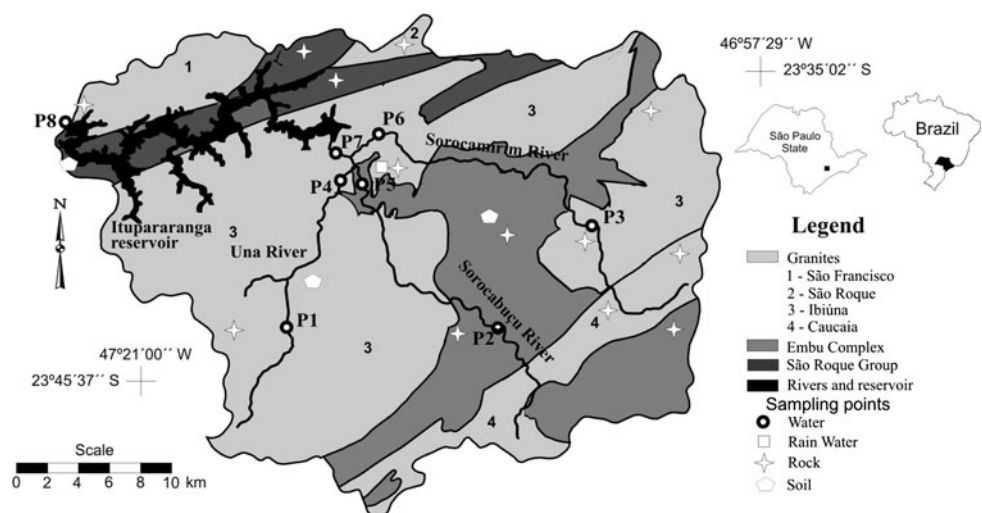 46º57´29´´ W
23º35´02´´ S
São Paulo
State
Brazil
2
1
3
P8
P6
P7
Sorocamirim River
P4
P5
P3
3
N
Itupararanga
reservoir
3
Una River
Sorocabuçu River
P1
P2
3
4
4
47º21´00´´ W
23º45´37´´ S
Scale
0 2 4 6 8 10 km
Legend
Granites
1 - São Francisco
2 - São Roque
3 - Ibiúna
4 - Caucaia
Embu Complex
São Roque Group
Rivers and reservoir
Sampling points
Water
Rain Water
Rock
Soil